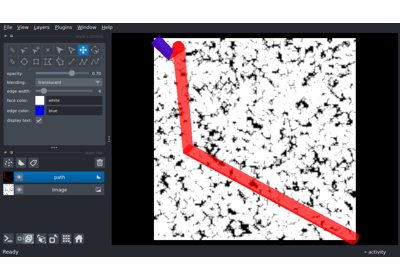 File View Layers Plugins Window Help
opacity: 0.70
blending: translucent
edge width:
face color: white
edge color: blue
display text:
path
Image
Ready
activity